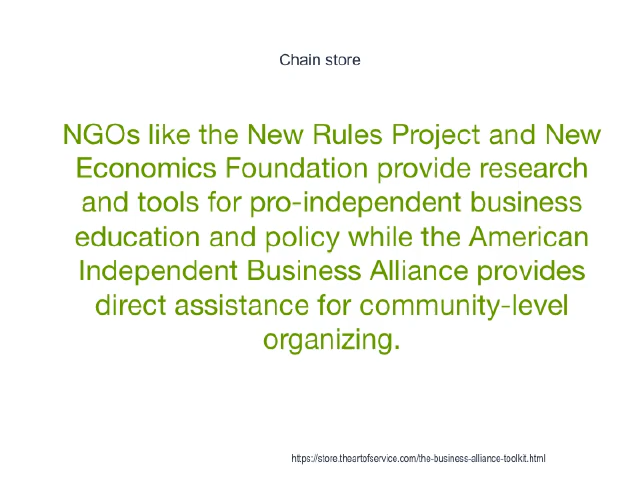 Chain store
NGOs like the New Rules Project and New
Economics Foundation provide research
and tools for pro-independent business
education and policy while the American
Independent Business Alliance provides
direct assistance for community-level
organizing.
https://store.theartofservice.com/the-business-alliance-toolkit.html